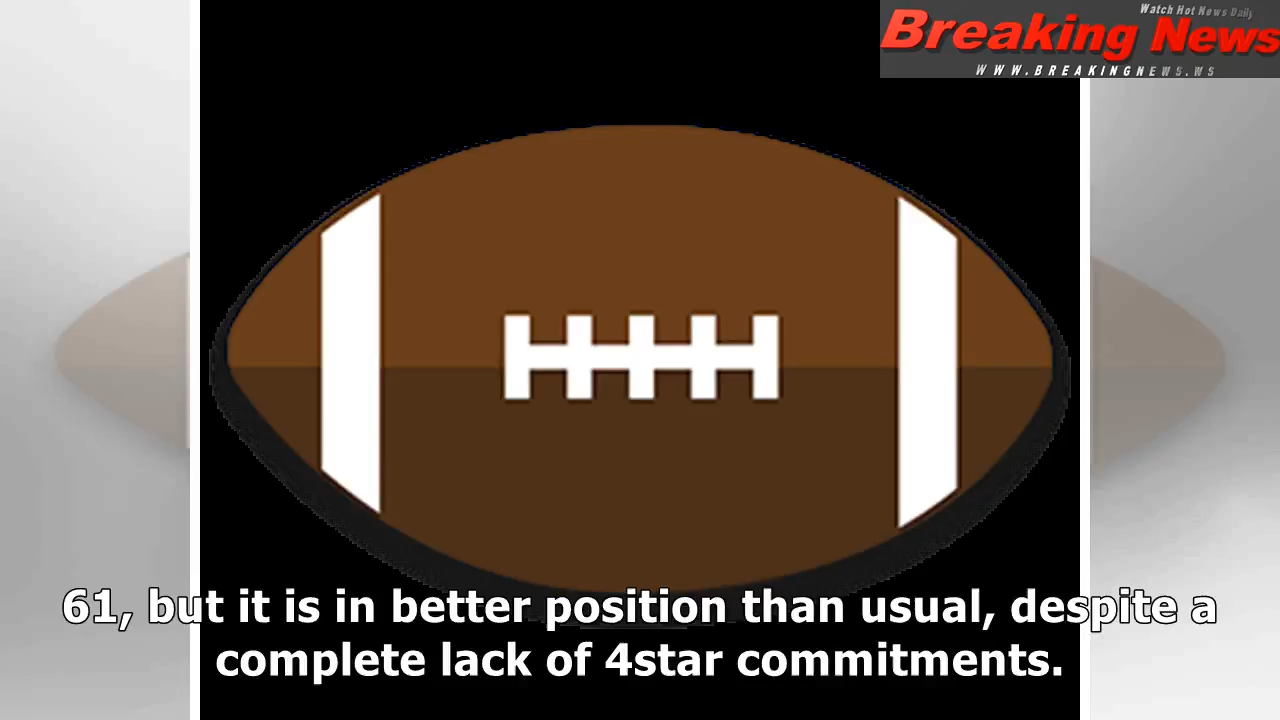 Watch Hot News Daily
Breaking News
WWW.BREAKINGNEWS.WS
61, but it is in better position than usual, despite a
complete lack of 4star commitments.